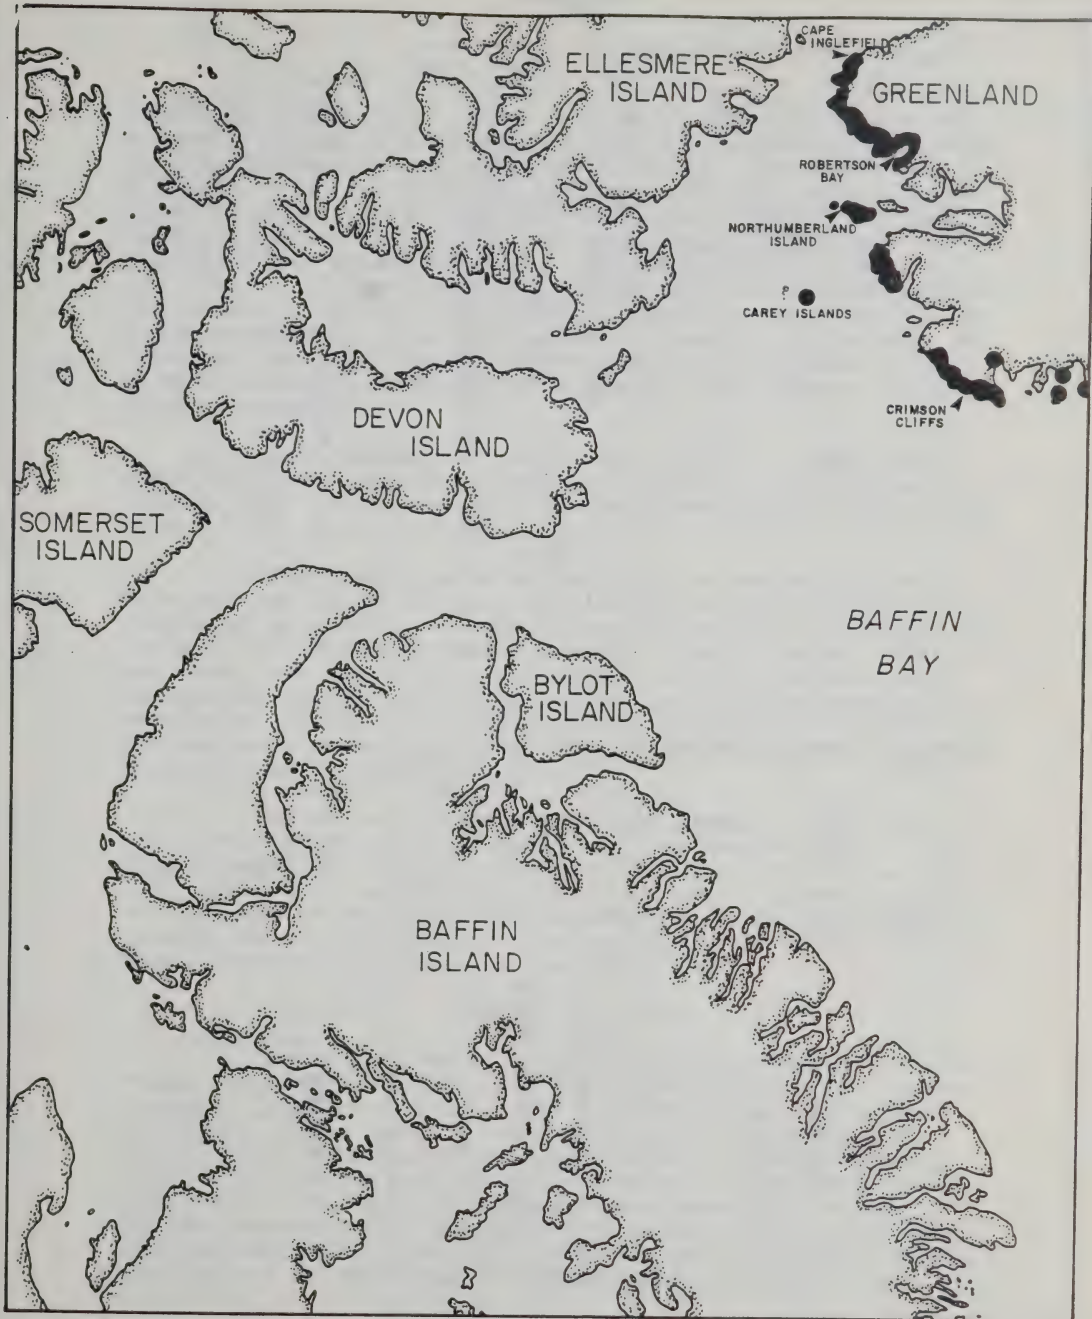 CAPE
INGLEFIELD
ELLESMERE
ISLAND
GREENLAND
ROBERTSON
BAY
NORTHUMBERLAND
ISLAND
?
CAREY ISLANDS
CRIMSON
CLIFFS
DEVON
ISLAND
SOMERSET
ISLAND
BAFFIN
BAY
BYLOT
ISLAND
BAFFIN
ISLAND